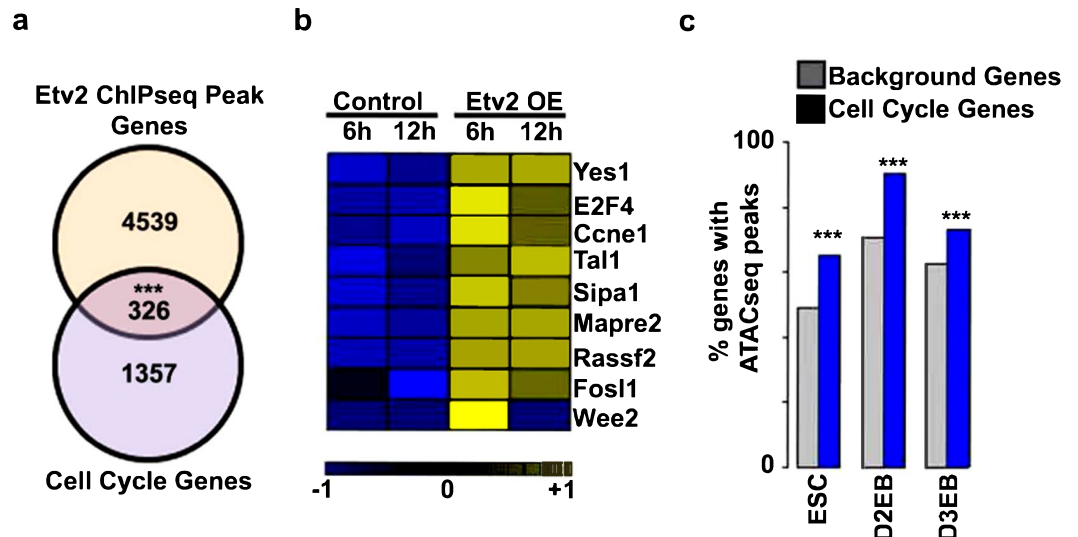 a
Etv2 ChIPseq Peak
Genes
4539
***
326
1357
Cell Cycle Genes
b
Control
Etv2 OE
6h
12h
6h
12h
Yes1
E2F4
Ccne1
Tal1
Sipa1
Mapre2
Rassf2
Fosl1
Wee2
-1
0
+1
c
Background Genes
Cell Cycle Genes
% genes with
ATACseq peaks
100
0
***
***
***
ESC
D2EB
D3EB